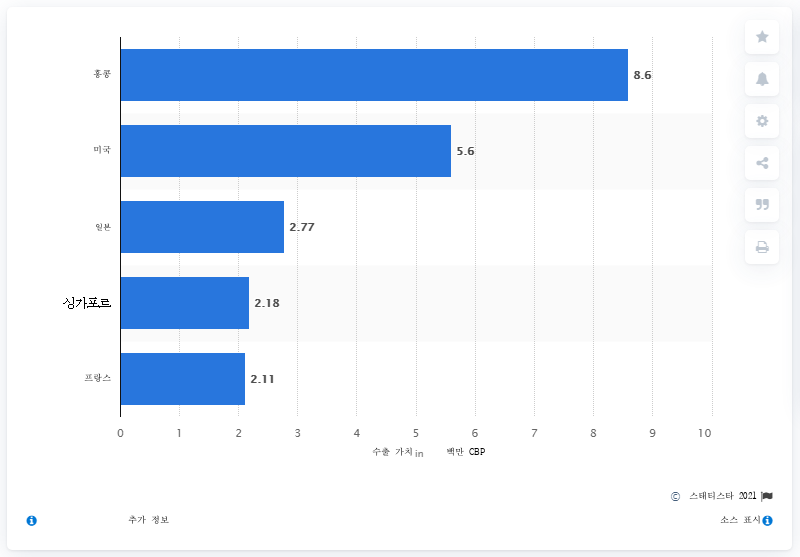 홍콩 8.6
미국 5.6
일본 2.77
싱가포르 2.18
프랑스 2.11
0 1 2 3 4 5 6 7 8 9 10
수출 가치 in 백만 CBP
© 스태티스타 2021
추가 정보 소스 표시